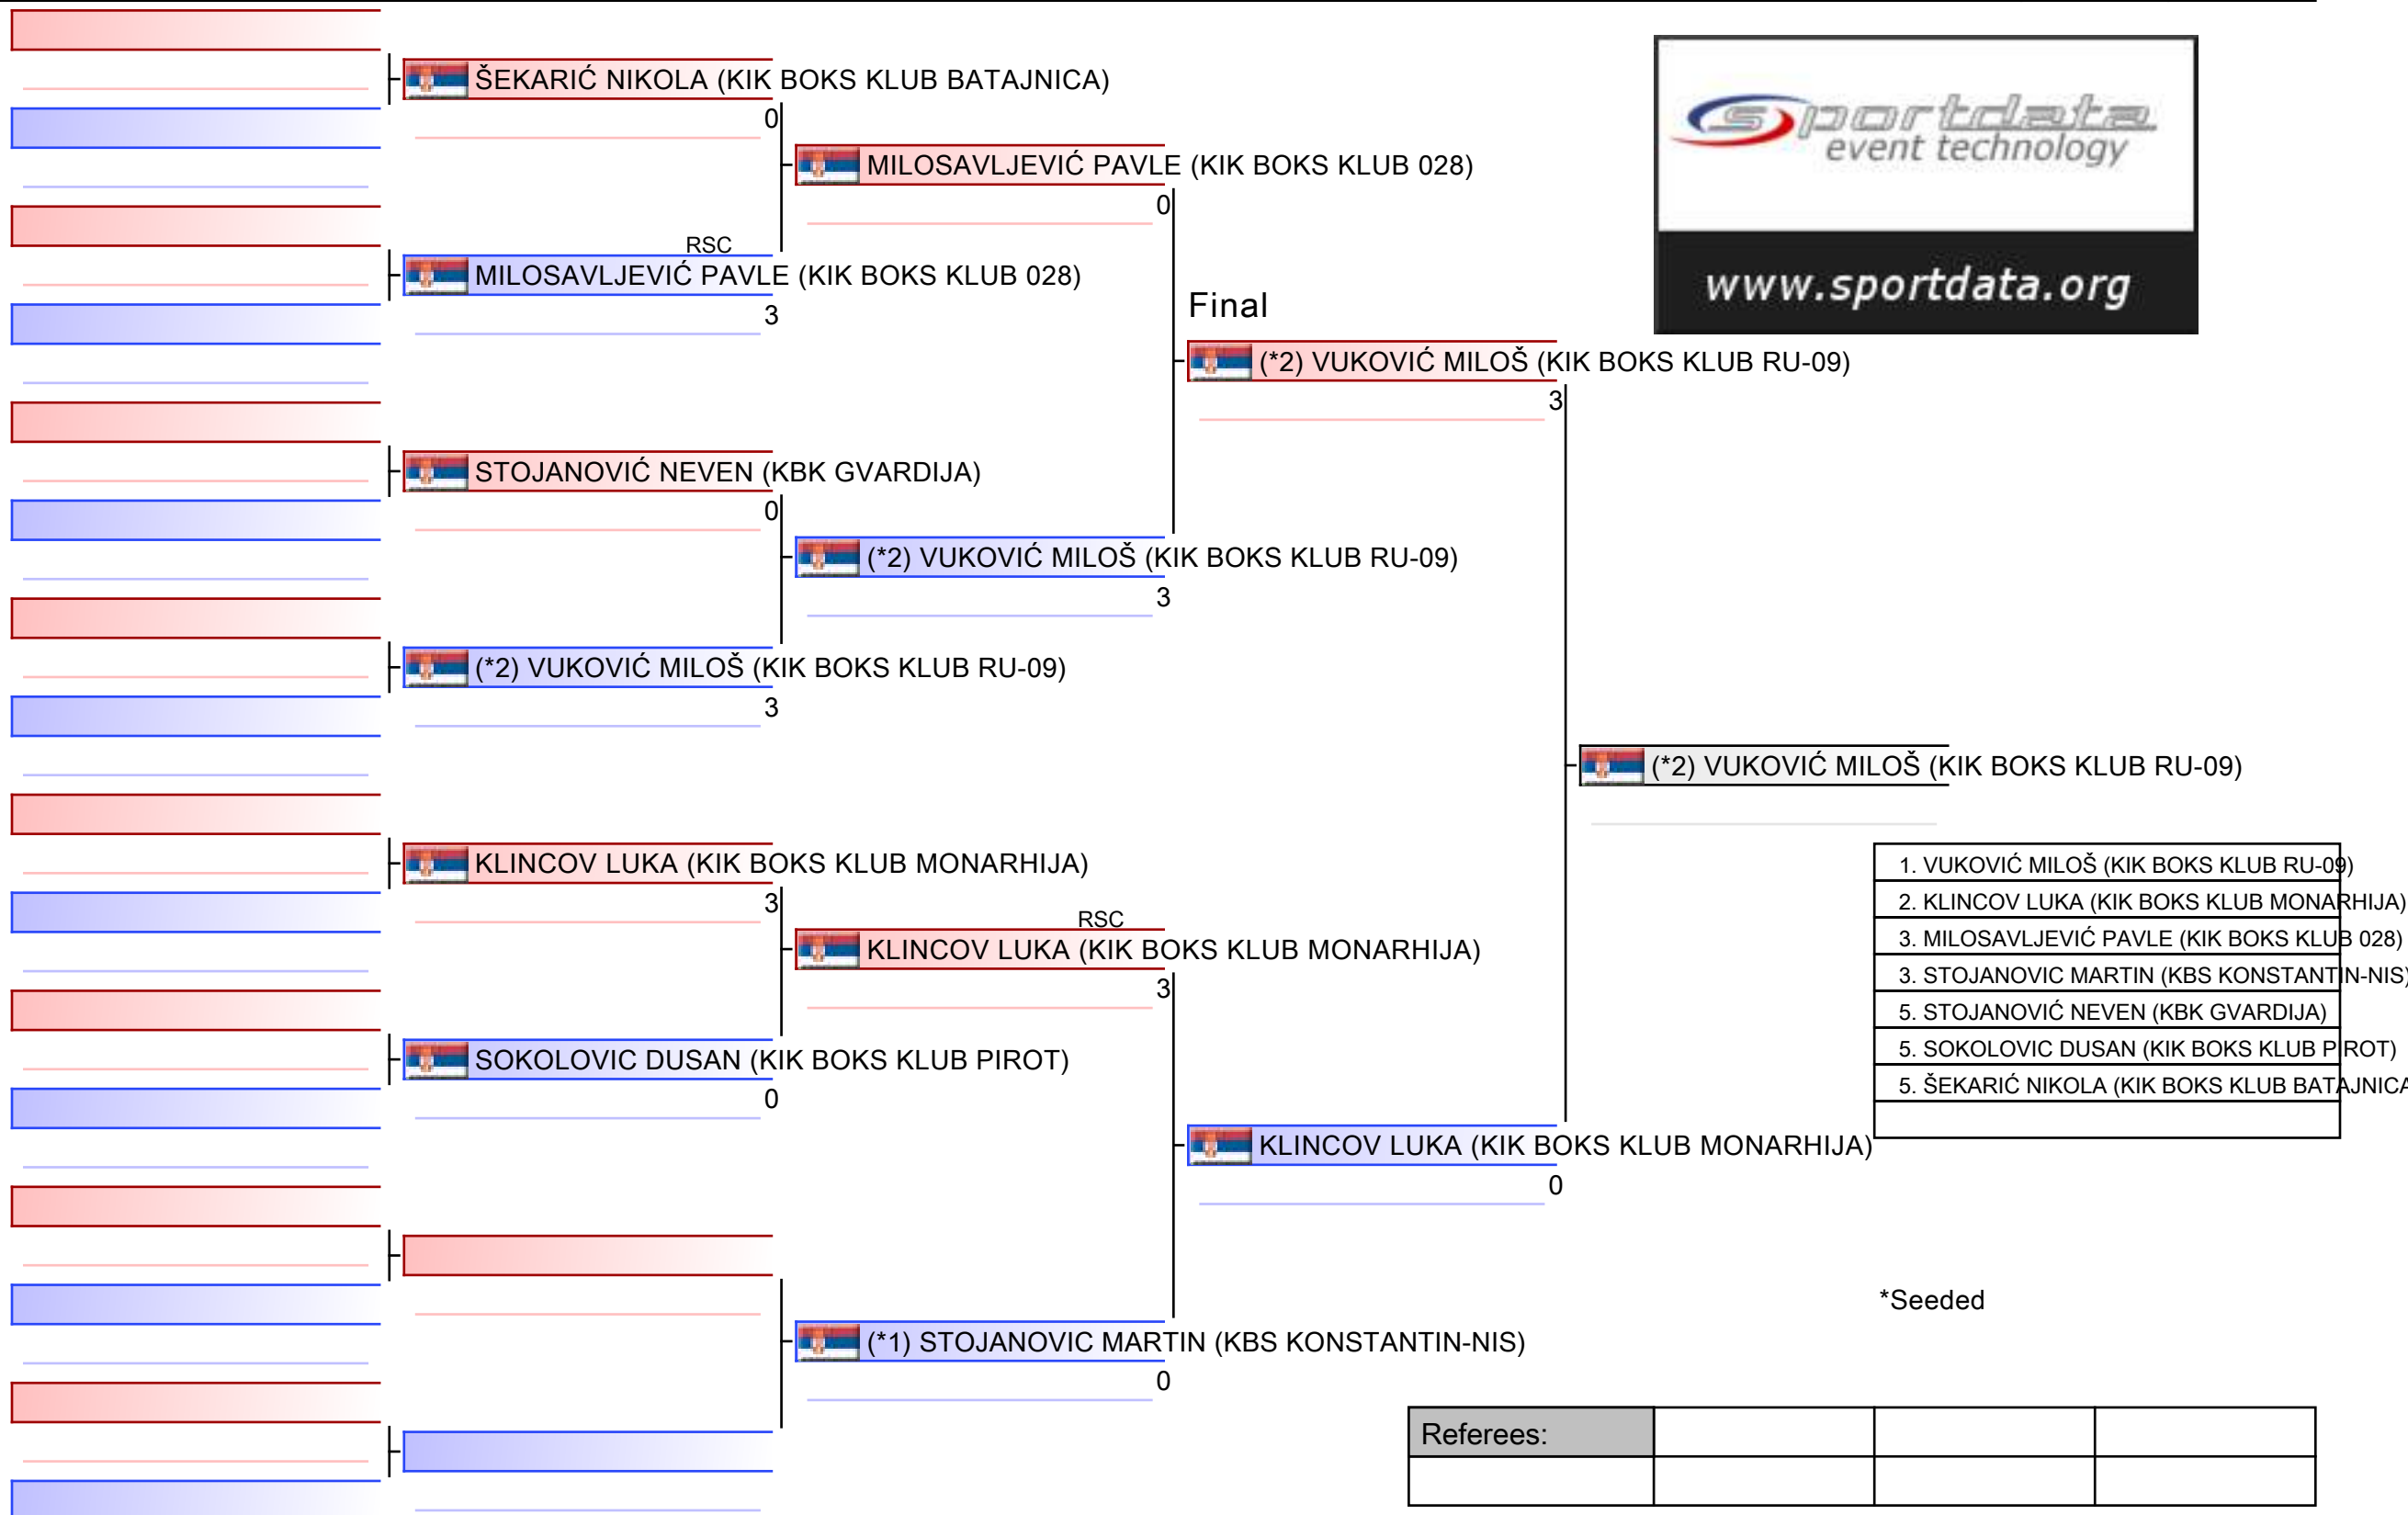 ŠEKARIĆ NIKOLA (KIK BOKS KLUB BATAJNICA)
0
RSC
MILOSAVLJEVIĆ PAVLE (KIK BOKS KLUB 028)
3
STOJANOVIĆ NEVEN (KBK GVARDIJA)
0
(*2) VUKOVIĆ MILOŠ (KIK BOKS KLUB RU-09)
3
KLINCOV LUKA (KIK BOKS KLUB MONARHIJA)
3
SOKOLOVIC DUSAN (KIK BOKS KLUB PIROT)
0
MILOSAVLJEVIĆ PAVLE (KIK BOKS KLUB 028)
0
(*2) VUKOVIĆ MILOŠ (KIK BOKS KLUB RU-09)
3
RSC
KLINCOV LUKA (KIK BOKS KLUB MONARHIJA)
3
(*1) STOJANOVIC MARTIN (KBS KONSTANTIN-NIS)
0
Final
(*2) VUKOVIĆ MILOŠ (KIK BOKS KLUB RU-09)
3
KLINCOV LUKA (KIK BOKS KLUB MONARHIJA)
0
(*2) VUKOVIĆ MILOŠ (KIK BOKS KLUB RU-09)
sportdata
event technology
www.sportdata.org
1. VUKOVIĆ MILOŠ (KIK BOKS KLUB RU-09)
2. KLINCOV LUKA (KIK BOKS KLUB MONARHIJA)
3. MILOSAVLJEVIĆ PAVLE (KIK BOKS KLUB 028)
3. STOJANOVIC MARTIN (KBS KONSTANTIN-NIS)
5. STOJANOVIĆ NEVEN (KBK GVARDIJA)
5. SOKOLOVIC DUSAN (KIK BOKS KLUB PIROT)
5. ŠEKARIĆ NIKOLA (KIK BOKS KLUB BATAJNICA
*Seeded
Referees: